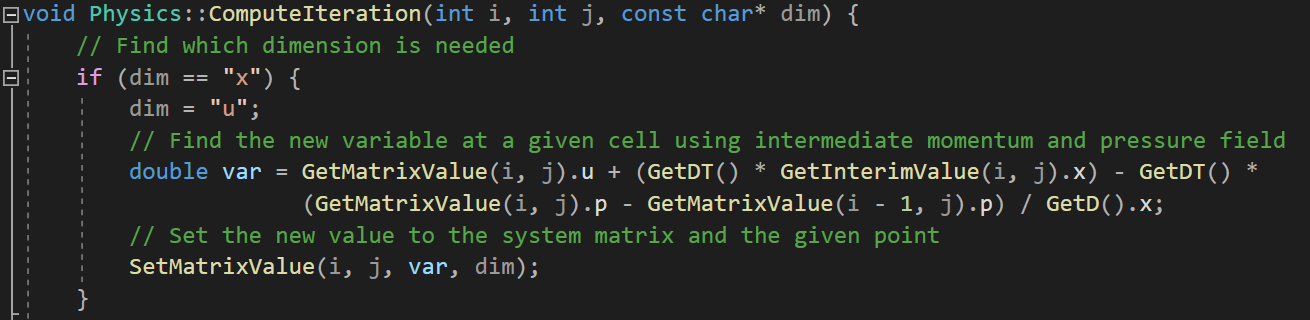 void Physics::ComputeIteration(int i, int j, const char* dim) {
// Find which dimension is needed
if (dim == "x") {
dim = "u";
// Find the new variable at a given cell using intermediate momentum and pressure field
double var = GetMatrixValue(i, j).u + (GetDT() * GetInterimValue(i, j).x) - GetDT() *
(GetMatrixValue(i, j).p - GetMatrixValue(i - 1, j).p) / GetD().x;
// Set the new value to the system matrix and the given point
SetMatrixValue(i, j, var, dim);
}